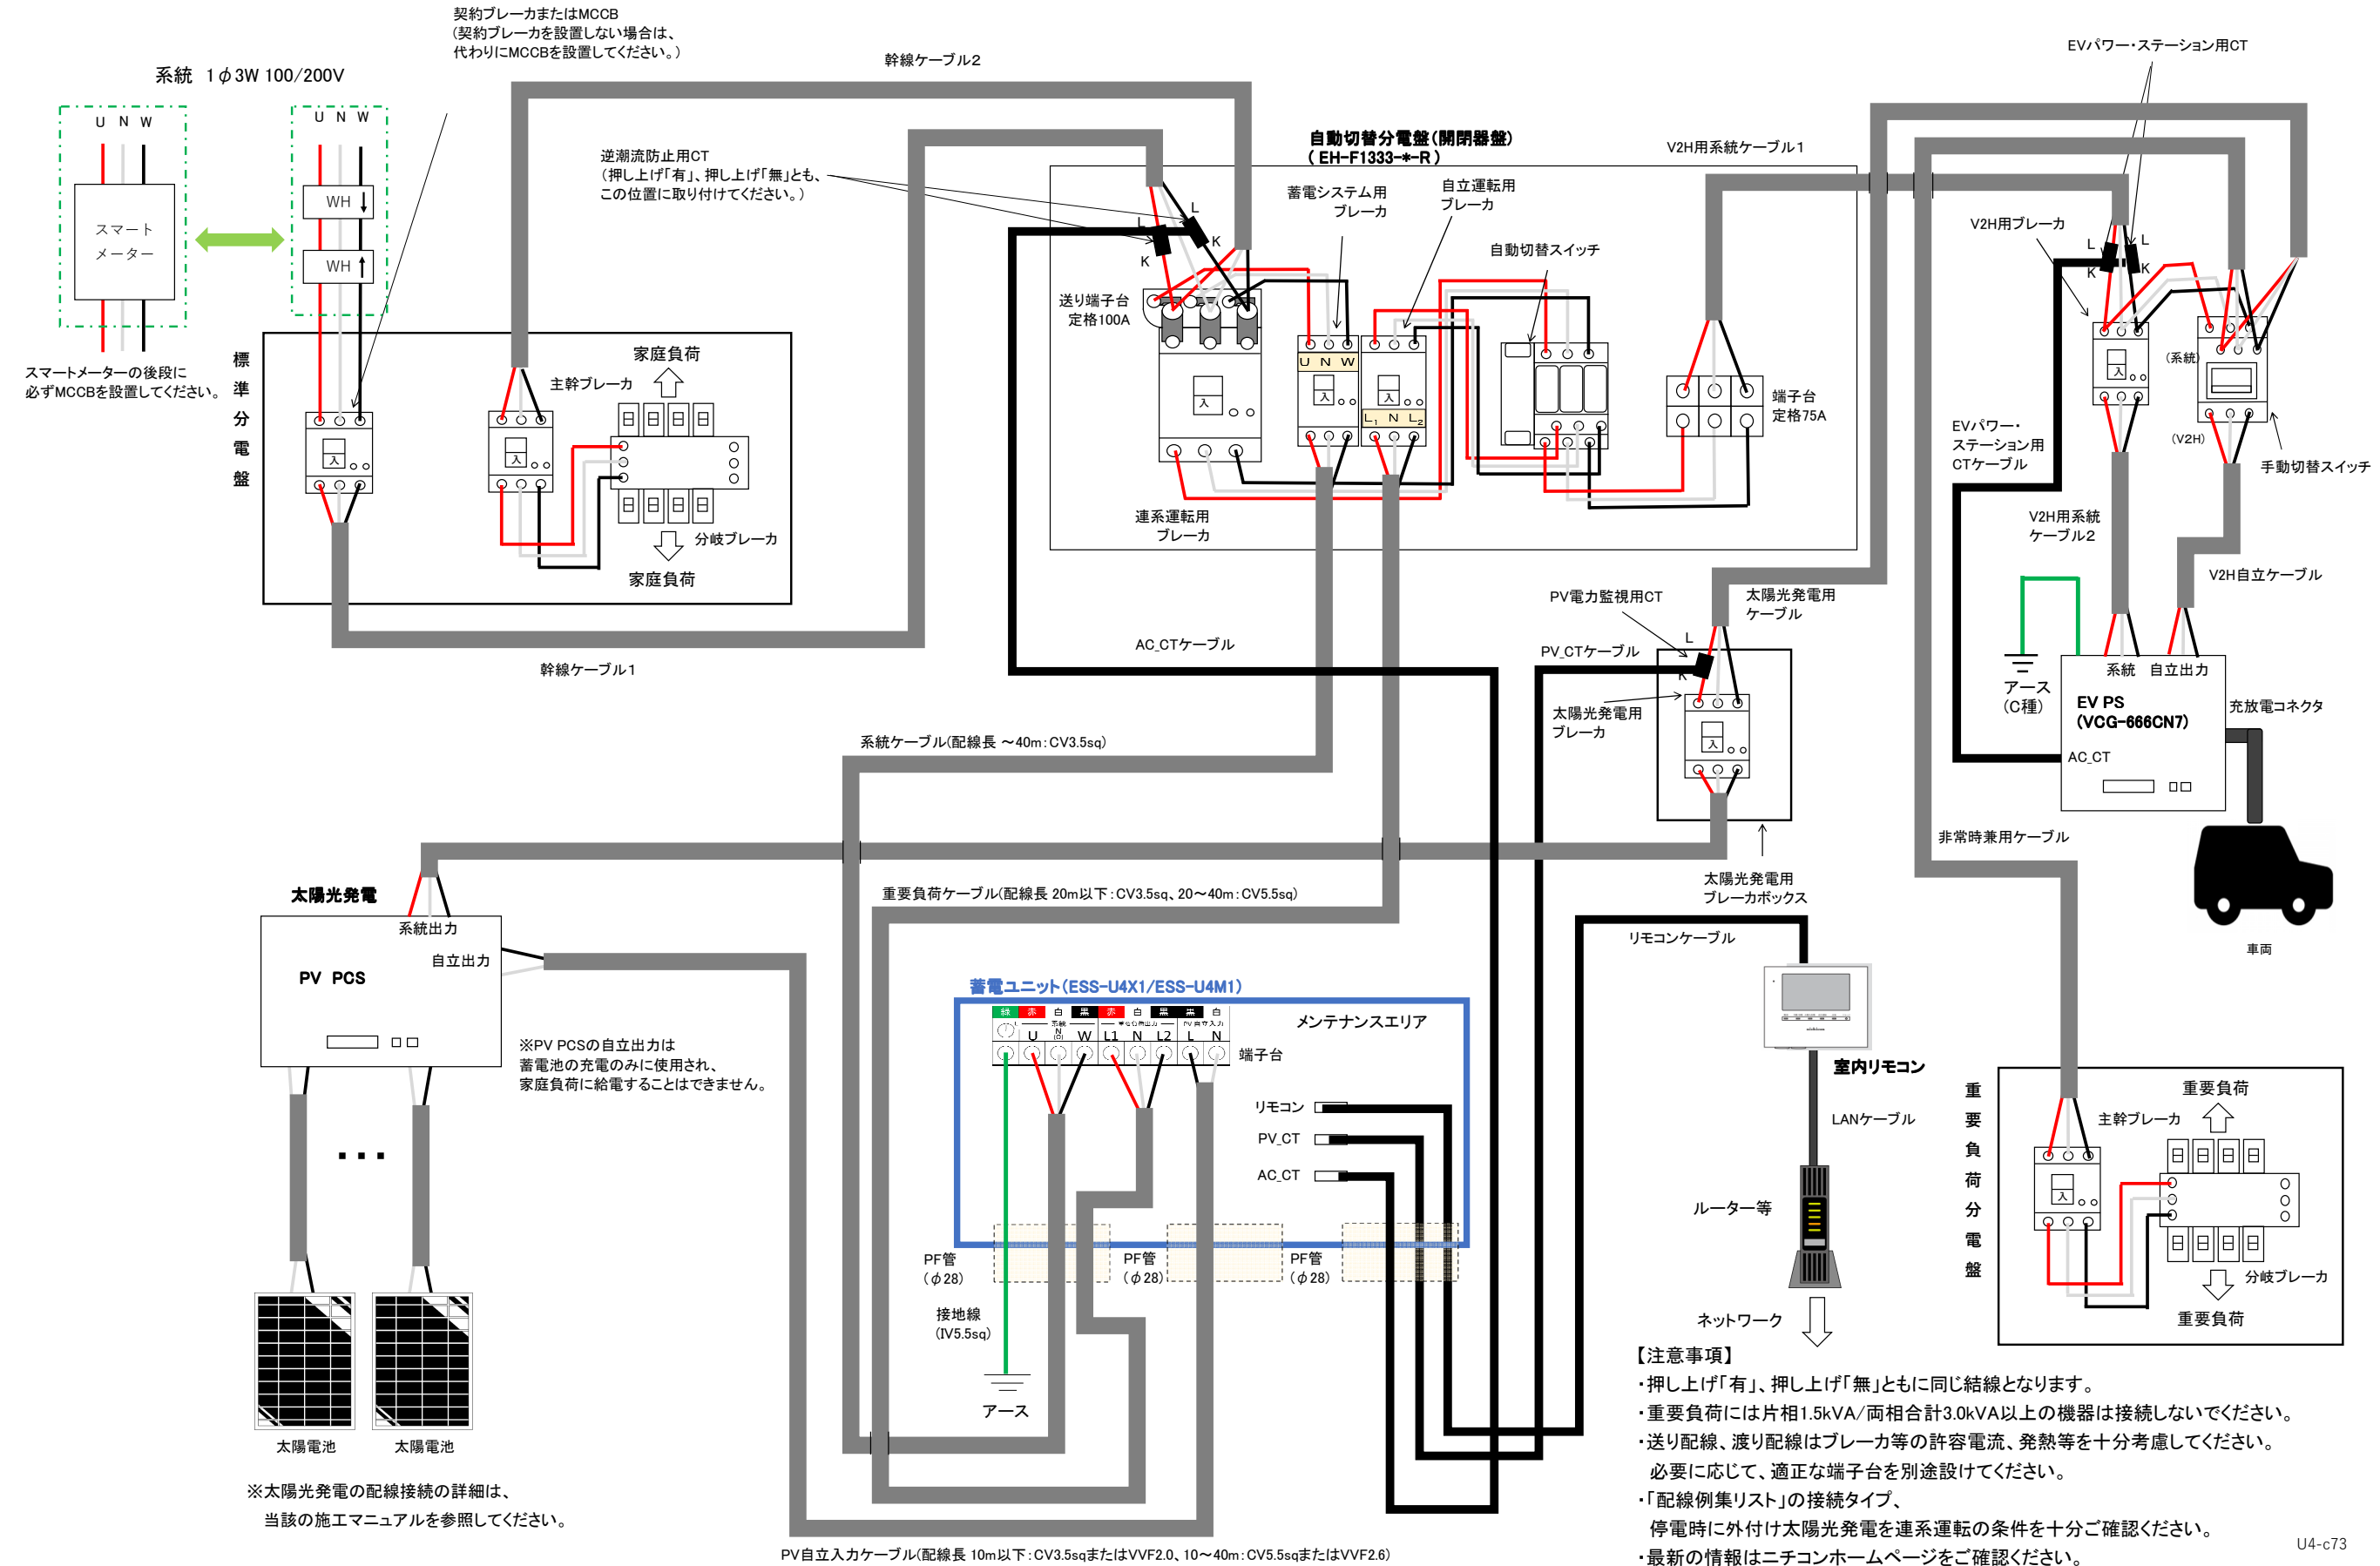 契約ブレーカまたはMCCB
(契約ブレーカを設置しない場合は、
代わりにMCCBを設置してください。)
系統 1φ3W 100/200V
U N W
U N W
スマート
メーター
WH
WH
スマートメーターの後段に
必ずMCCBを設置してください。
標準分電盤
入
主幹ブレーカ
入
家庭負荷
分岐ブレーカ
家庭負荷
幹線ケーブル1
幹線ケーブル2
逆潮流防止用CT
(押し上げ「有」、押し上げ「無」とも、
この位置に取り付けてください。)
自動切替分電盤(開閉器盤)
( EH-F1333-*-R )
L
K
L
K
送り端子台
定格100A
蓄電システム用
ブレーカ
自立運転用
ブレーカ
自動切替スイッチ
入
U N W
入
入
L1 N L2
連系運転用
ブレーカ
端子台
定格75A
V2H用系統ケーブル1
EVパワー・ステーション用CT
V2H用ブレーカ
L
K
L
K
入
(系統)
(V2H)
手動切替スイッチ
EVパワー・
ステーション用
CTケーブル
V2H用系統
ケーブル2
V2H自立ケーブル
アース
(C種)
系統 自立出力
EV PS
(VCG-666CN7)
AC_CT
充放電コネクタ
車両
非常時兼用ケーブル
AC_CTケーブル
PV_CTケーブル
PV電力監視用CT
L
K
太陽光発電用
ケーブル
太陽光発電用
ブレーカ
入
太陽光発電用
ブレーカボックス
系統ケーブル(配線長 ～40m:CV3.5sq)
重要負荷ケーブル(配線長 20m以下:CV3.5sq、20～40m:CV5.5sq)
太陽光発電
系統出力
自立出力
PV PCS
※PV PCSの自立出力は
蓄電池の充電のみに使用され、
家庭負荷に給電することはできません。
太陽電池
太陽電池
※太陽光発電の配線接続の詳細は、
当該の施工マニュアルを参照してください。
蓄電ユニット(ESS-U4X1/ESS-U4M1)
緑 赤 白 黒 赤 白 黒 黒 白
系統
PV自立入力
U N W L1 N L2 L N
メンテナンスエリア
端子台
リモコン
PV_CT
AC_CT
PF管
(φ28)
PF管
(φ28)
PF管
(φ28)
接地線
(IV5.5sq)
アース
PV自立入力ケーブル(配線長 10m以下:CV3.5sqまたはVVF2.0、10～40m:CV5.5sqまたはVVF2.6)
リモコンケーブル
室内リモコン
LANケーブル
ルーター等
ネットワーク
重要負荷分電盤
主幹ブレーカ
入
重要負荷
分岐ブレーカ
重要負荷
【注意事項】
・押し上げ「有」、押し上げ「無」ともに同じ結線となります。
・重要負荷には片相1.5kVA/両相合計3.0kVA以上の機器は接続しないでください。
・送り配線、渡り配線はブレーカ等の許容電流、発熱等を十分考慮してください。
必要に応じて、適正な端子台を別途設けてください。
・「配線例集リスト」の接続タイプ、
停電時に外付け太陽光発電を連系運転の条件を十分ご確認ください。
・最新の情報はニチコンホームページをご確認ください。
U4-c73